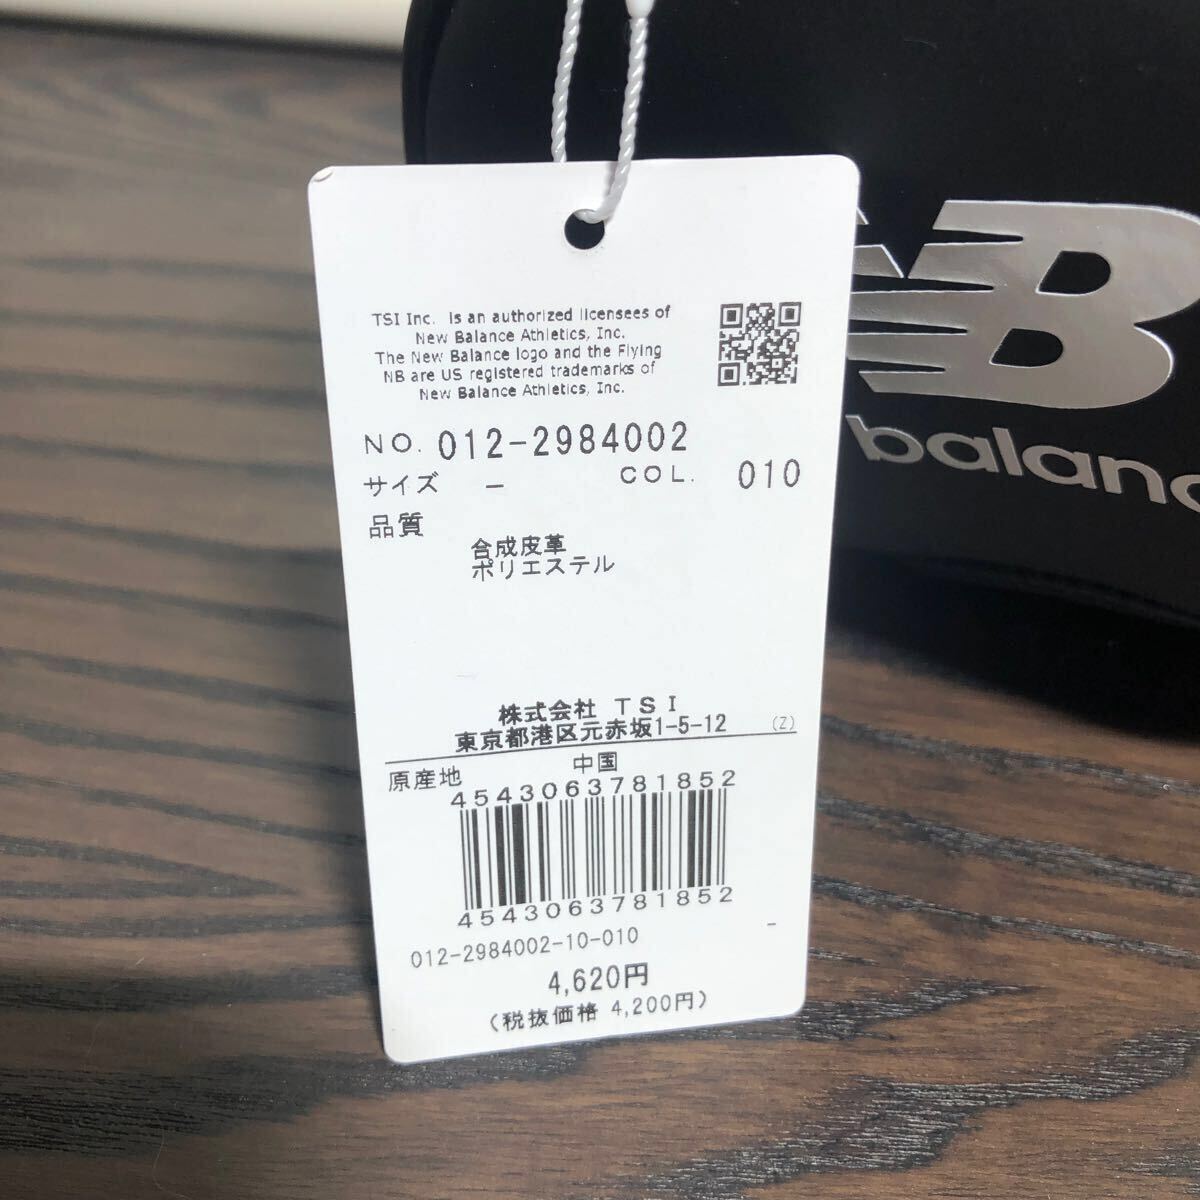 TSI Inc. is an authorized licensees of
New Balance Athletics, Inc.
The New Balance logo and the Flying
NB are US registered trademarks of
New Balance Athletics, Inc.
NO. 012-2984002
サイズ - COL. 010
品質
合成皮革
ポリエステル
株式会社 TSI
東京都港区元赤坂1-5-12 (Z)
原産地 中国
4543063781852
4543063781852
012-2984002-10-010 -
4,620円
(税抜価格 4,200円)
NB
balanc